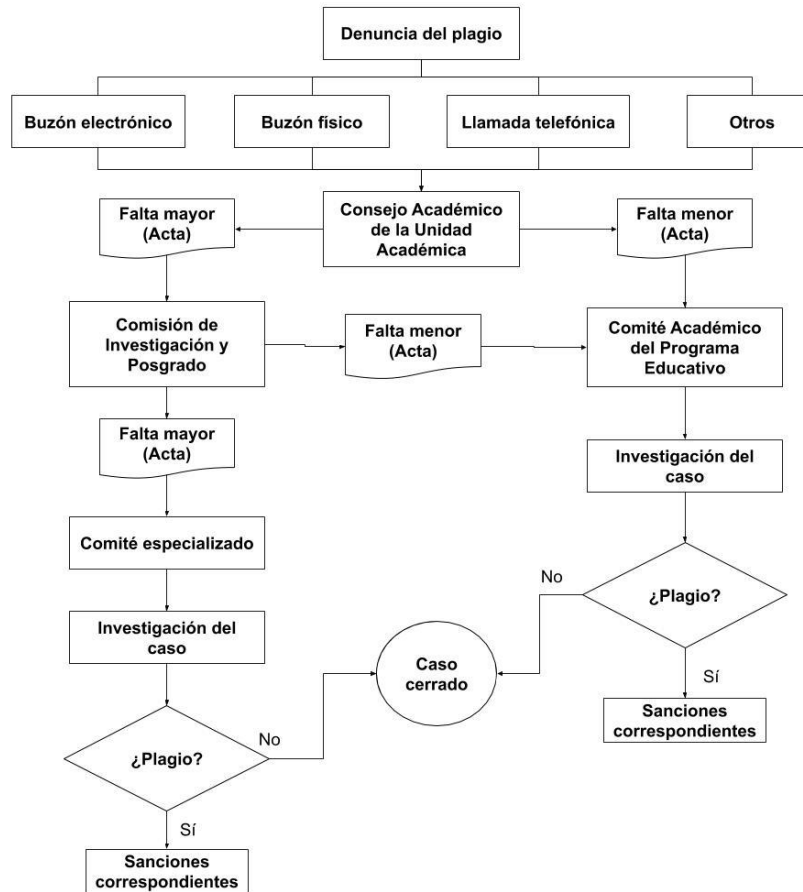 Denuncia del plagio
Buzón electrónico
Buzón físico
Llamada telefónica
Otros
Falta mayor
(Acta)
Consejo Académico
de la Unidad
Académica
Falta menor
(Acta)
Comisión de
Investigación y
Posgrado
Falta menor
(Acta)
Comité Académico
del Programa
Educativo
Falta mayor
(Acta)
Investigación del
caso
Comité especializado
No
¿Plagio?
Investigación del
caso
Caso
cerrado
Sí
Sanciones
correspondientes
No
¿Plagio?
Sí
Sanciones
correspondientes